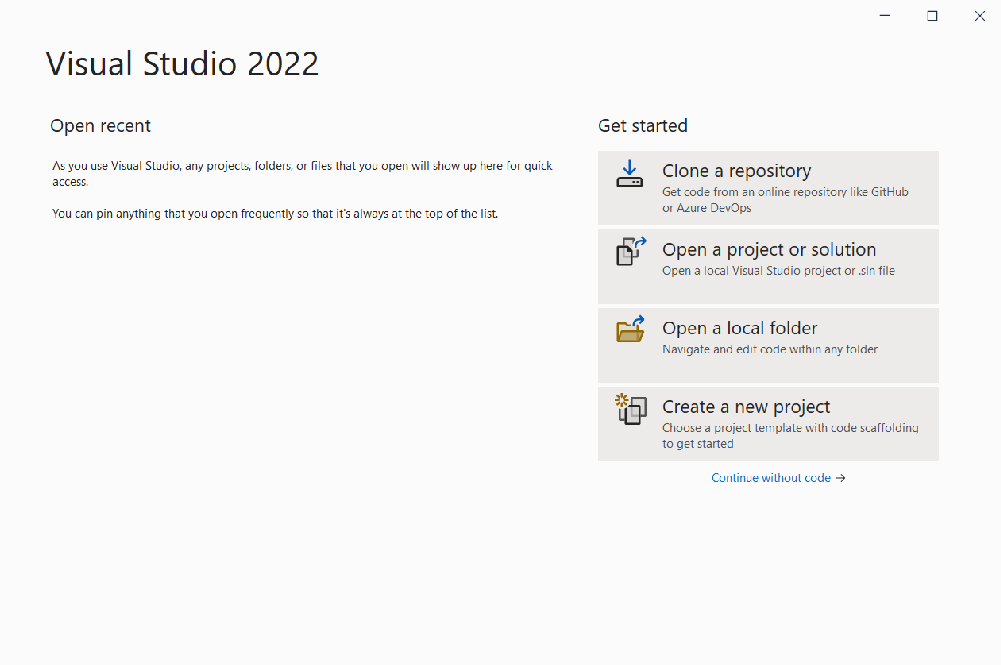 Visual Studio 2022
Open recent
As you use Visual Studio, any projects, folders, or files that you open will show up here for quick
access.
You can pin anything that you open frequently so that it's always at the top of the list.
Get started
Clone a repository
Get code from an online repository like GitHub
or Azure DevOps
Open a project or solution
Open a local Visual Studio project or .sln file
Open a local folder
Navigate and edit code within any folder
Create a new project
Choose a project template with code scaffolding
to get started
Continue without code →